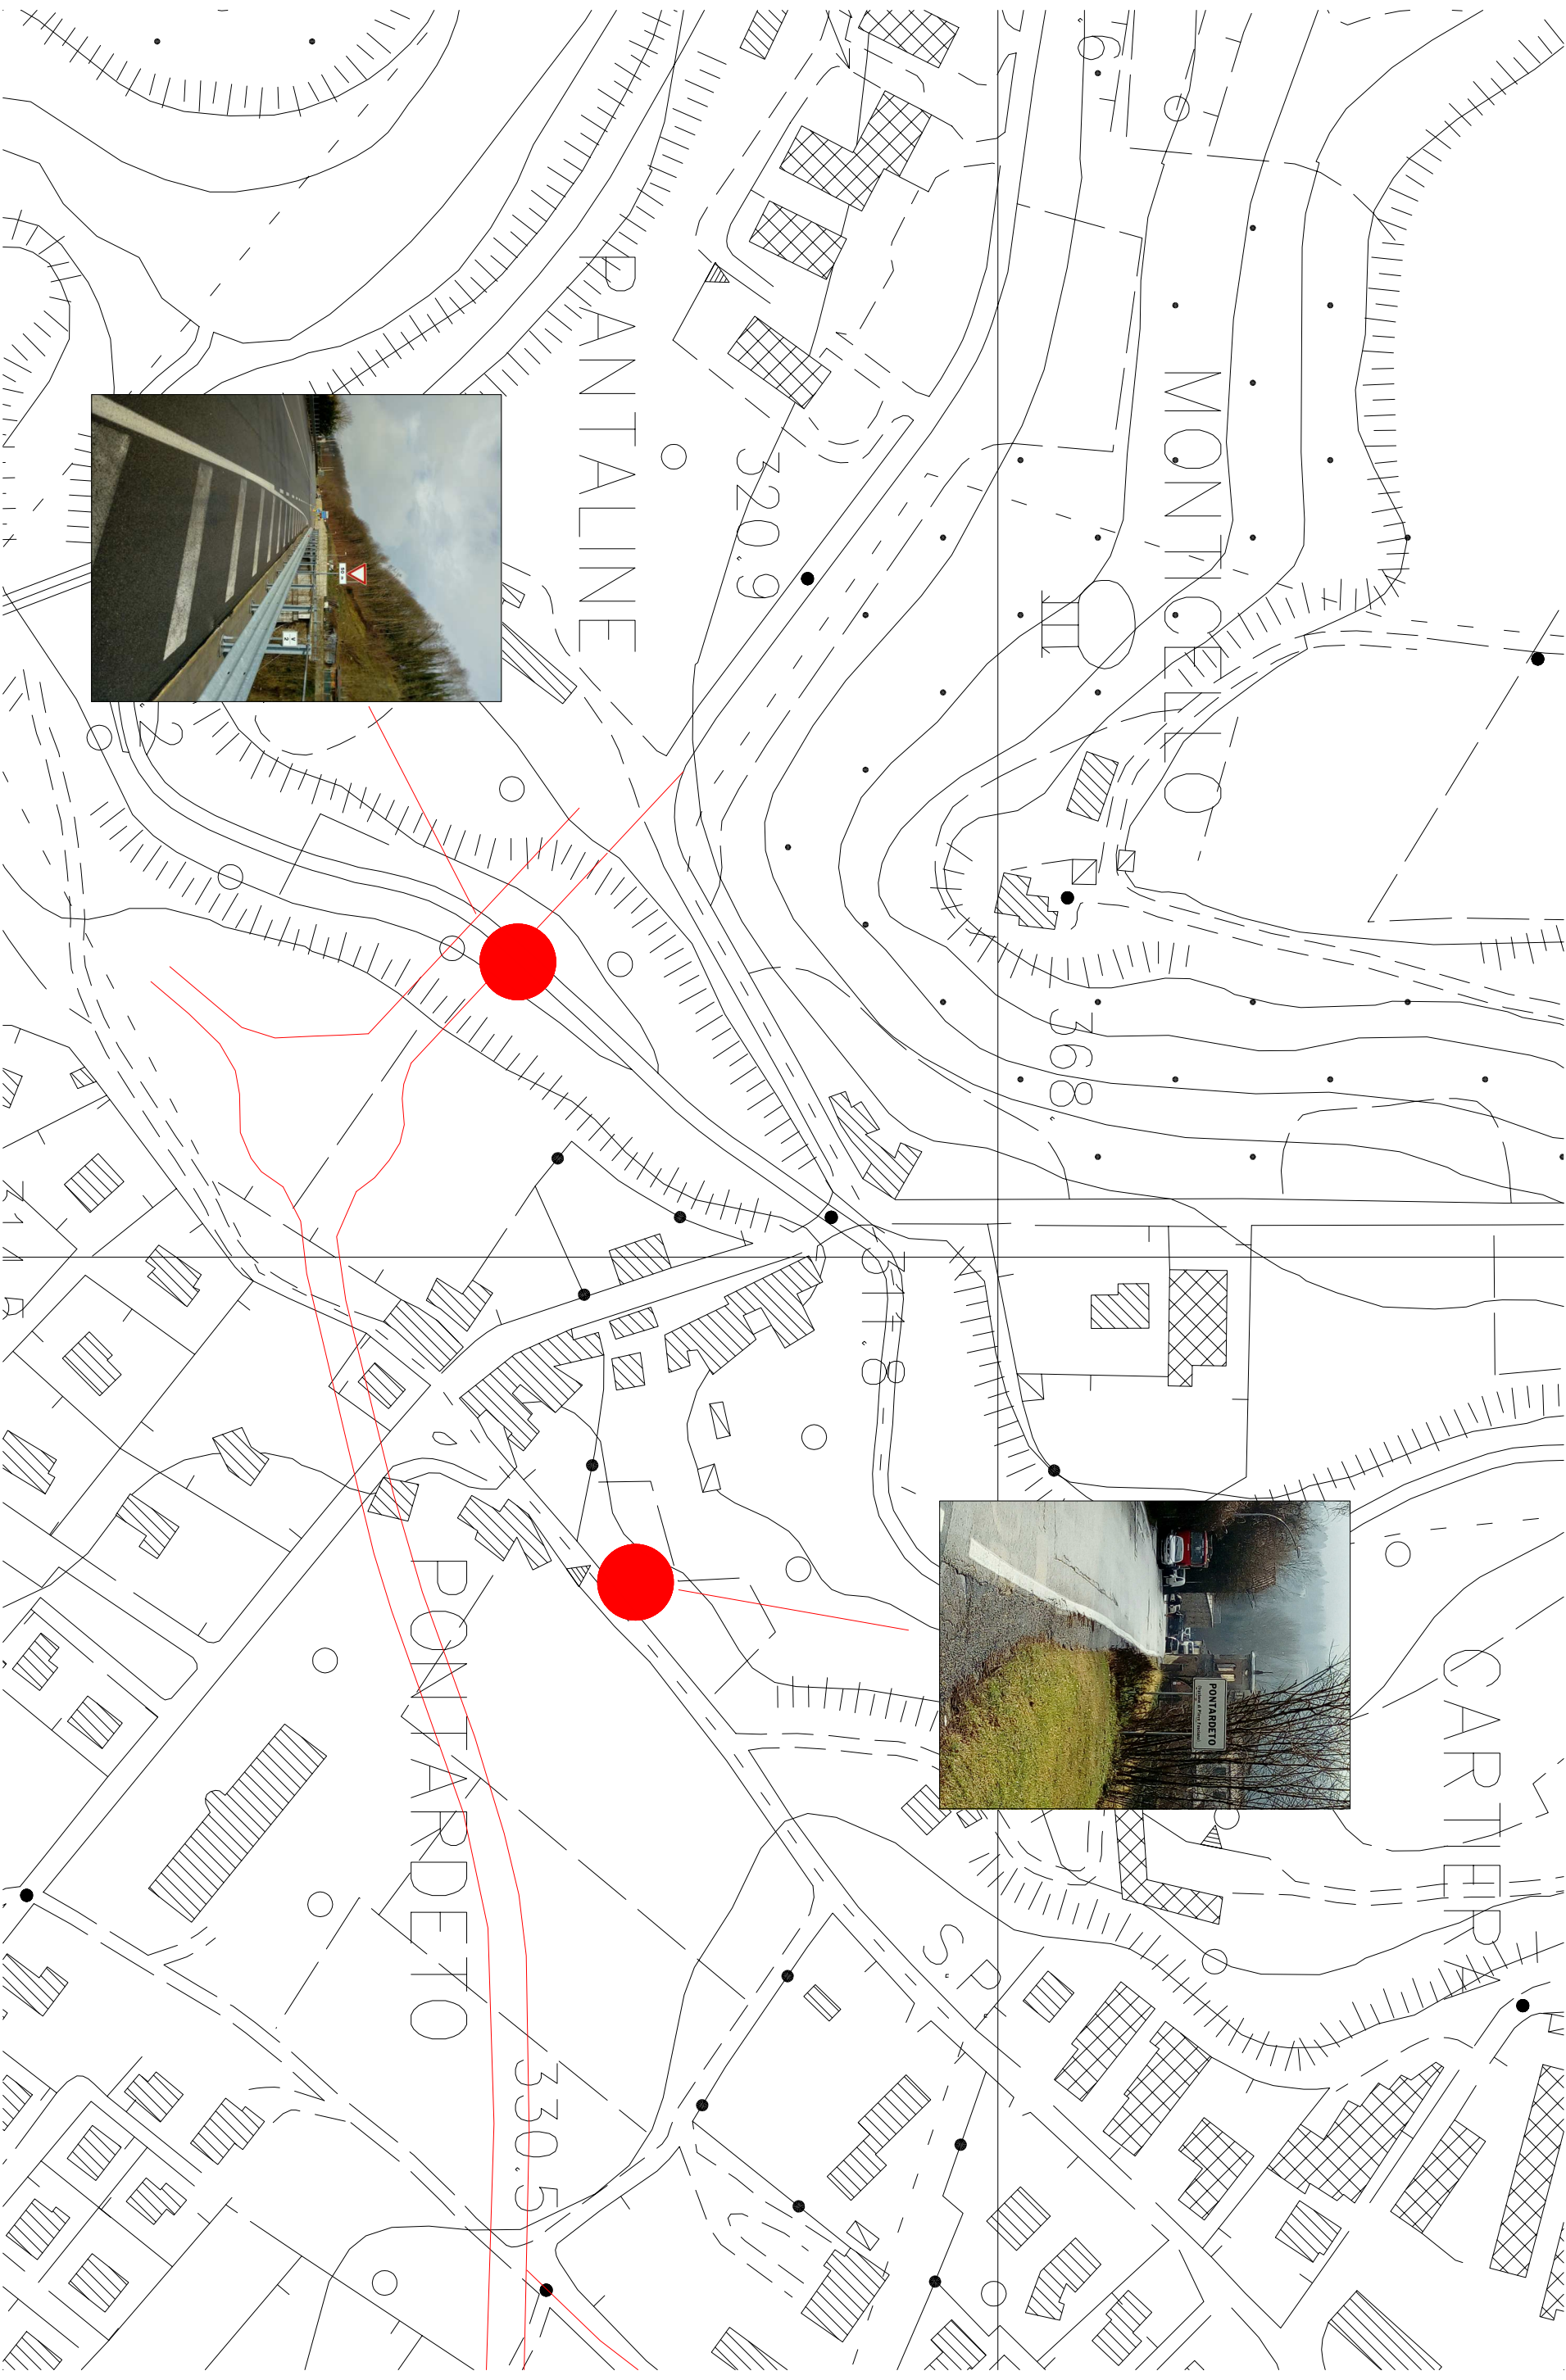 PANTALINE
MONTICELLO
320.9
368.
311.8
PONTARDETO
CARTIERA
S.P.
330.5
PONTARDETO